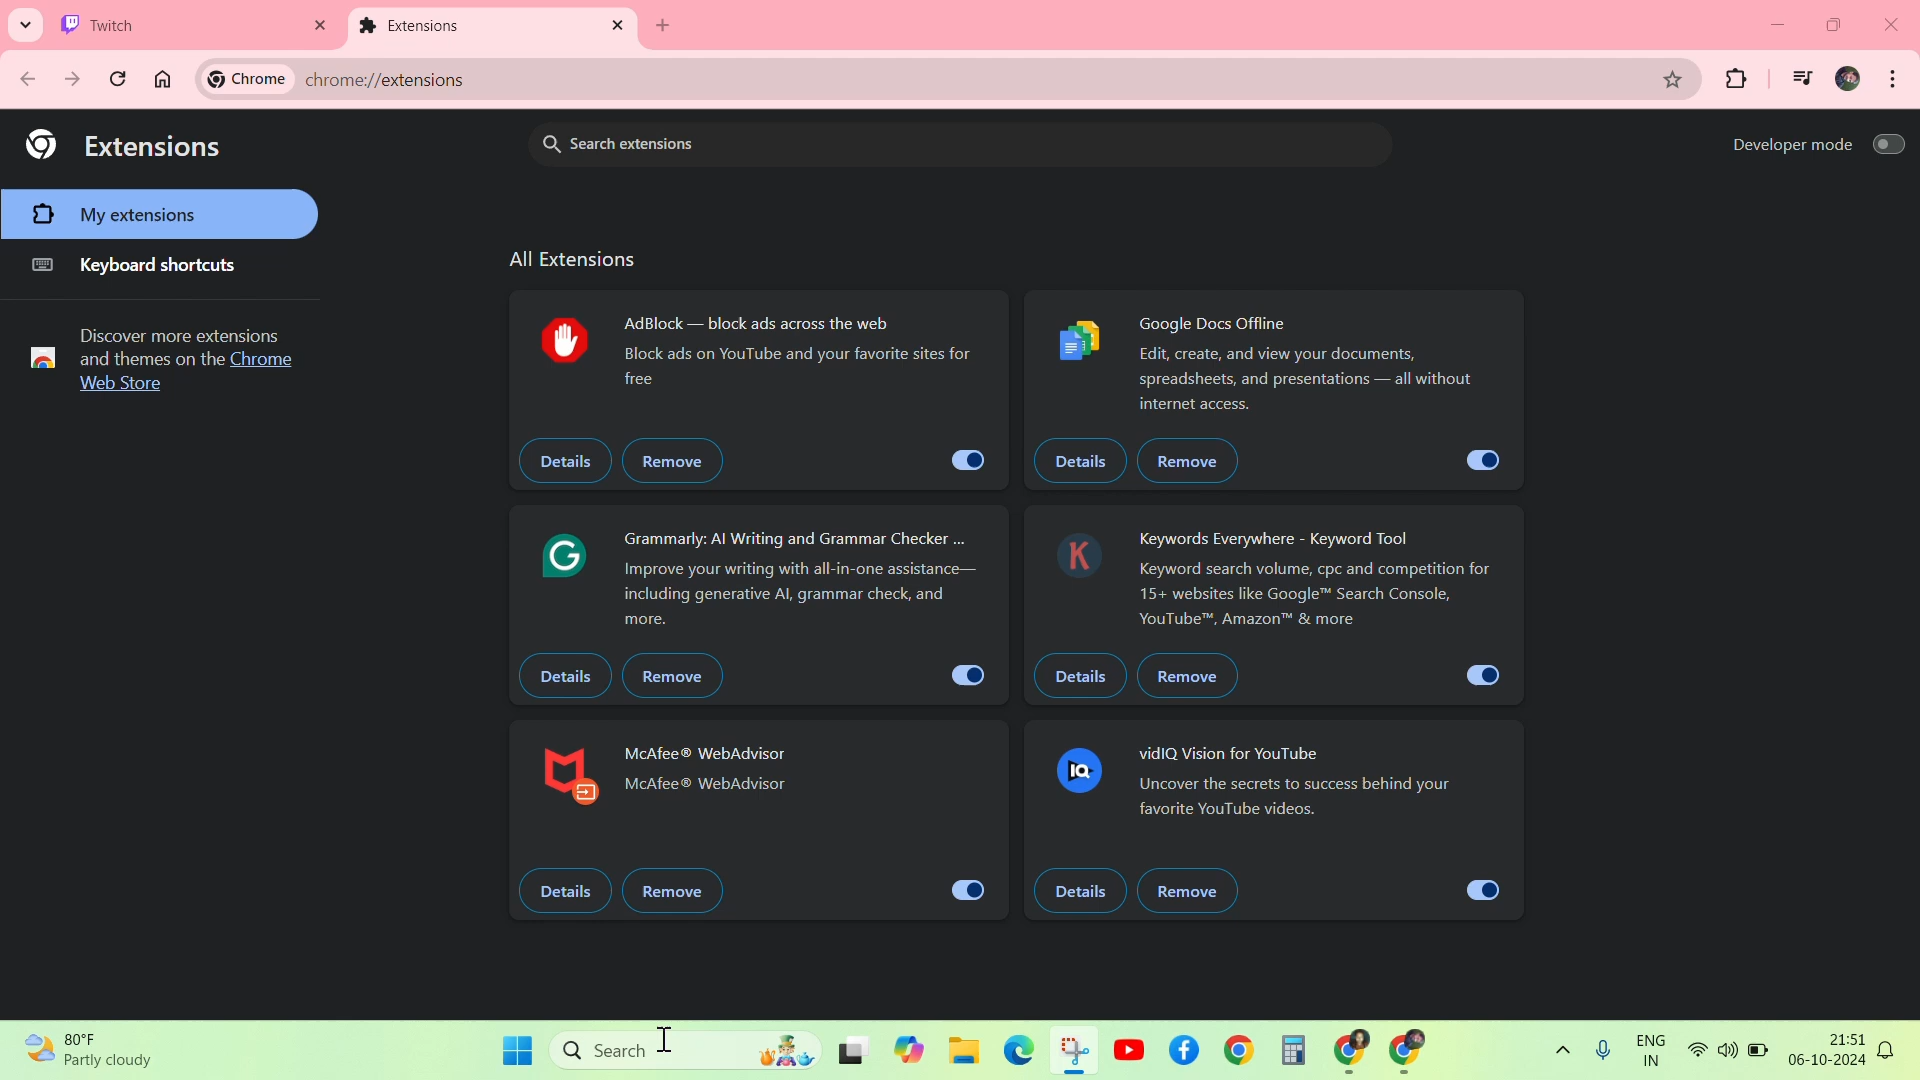 Twitch
Extensions
Chrome
chrome://extensions
Extensions
Search extensions
Developer mode
My extensions
Keyboard shortcuts
Discover more extensions
and themes on the Chrome
Web Store
All Extensions
AdBlock — block ads across the web
Block ads on YouTube and your favorite sites for
free
Details
Remove
Google Docs Offline
Edit, create, and view your documents,
spreadsheets, and presentations — all without
internet access.
Details
Remove
Grammarly: AI Writing and Grammar Checker ...
Improve your writing with all-in-one assistance—
including generative AI, grammar check, and
more.
Details
Remove
K
Keywords Everywhere - Keyword Tool
Keyword search volume, cpc and competition for
15+ websites like Google™ Search Console,
YouTube™, Amazon™ & more
Details
Remove
McAfee® WebAdvisor
McAfee® WebAdvisor
Details
Remove
IQ
vidIQ Vision for YouTube
Uncover the secrets to success behind your
favorite YouTube videos.
Details
Remove
80°F
Partly cloudy
Search
ENG
IN
21:51
06-10-2024